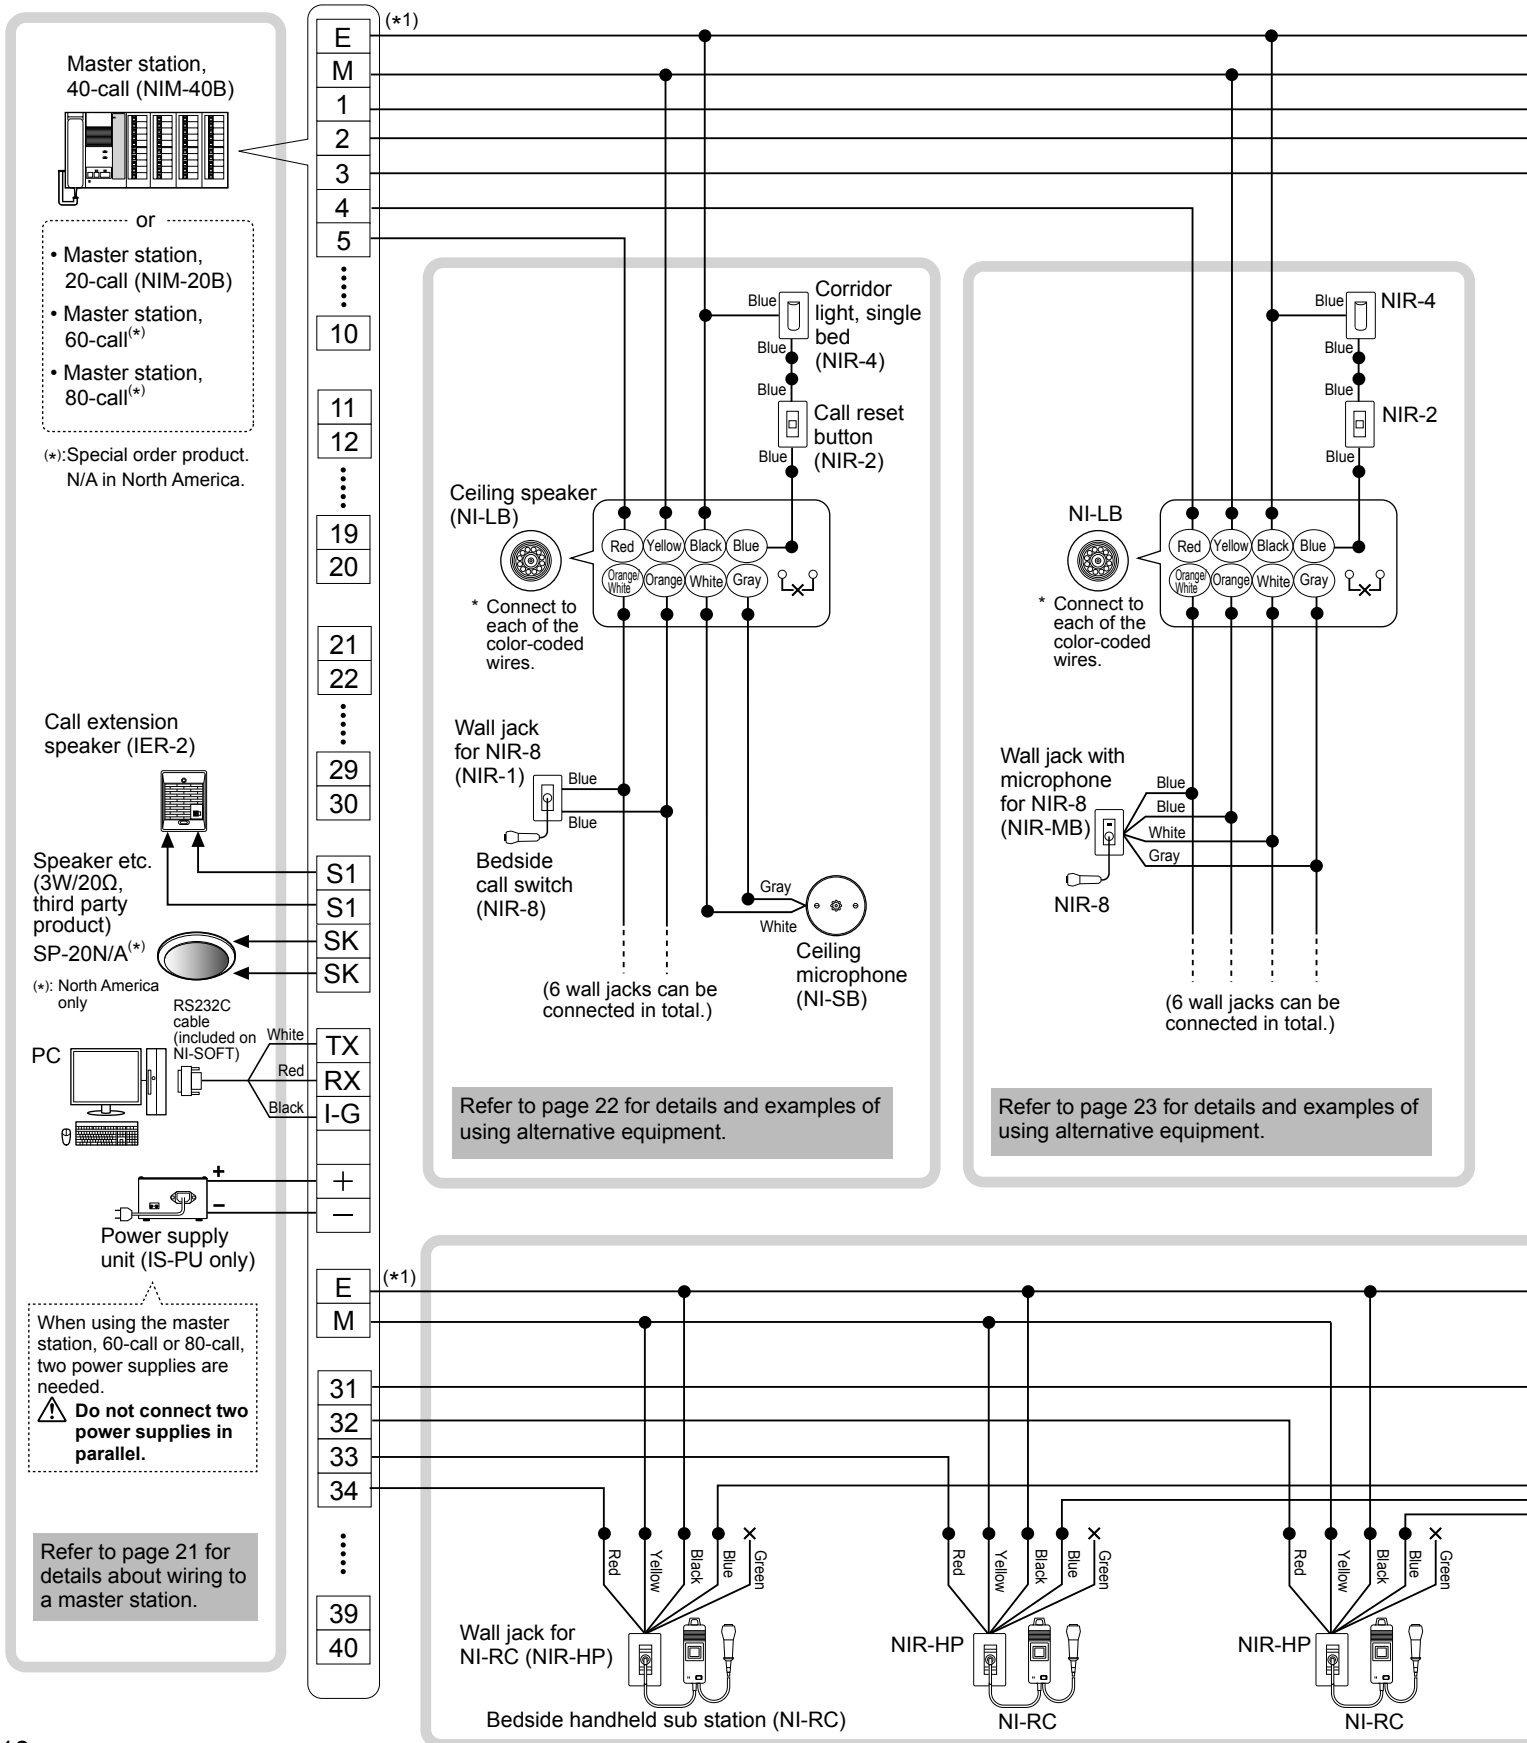 Master station,
40-call (NIM-40B)
or
• Master station,
20-call (NIM-20B)
• Master station,
60-call(*)
• Master station,
80-call(*)
(*):Special order product.
N/A in North America.
Call extension
speaker (IER-2)
Speaker etc.
(3W/20Ω,
third party
product)
SP-20N/A(*)
(*): North America
only
RS232C
cable
(included on
NI-SOFT)
PC
White
Red
Black
+
–
Power supply
unit (IS-PU only)
When using the master
station, 60-call or 80-call,
two power supplies are
needed.
Do not connect two
power supplies in
parallel.
Refer to page 21 for
details about wiring to
a master station.
E
(*1)
M
1
2
3
4
5
10
11
12
19
20
21
22
29
30
S1
S1
SK
SK
TX
RX
I-G
+
–
E
(*1)
M
31
32
33
34
39
40
Blue
Corridor
light, single
bed
(NIR-4)
Blue
Blue
Call reset
button
(NIR-2)
Blue
Ceiling speaker
(NI-LB)
Red
Yellow
Black
Blue
Orange/
White
Orange
White
Gray
* Connect to
each of the
color-coded
wires.
Wall jack
for NIR-8
(NIR-1)
Blue
Blue
Bedside
call switch
(NIR-8)
Gray
White
Ceiling
microphone
(NI-SB)
(6 wall jacks can be
connected in total.)
Refer to page 22 for details and examples of
using alternative equipment.
Blue
NIR-4
Blue
Blue
NIR-2
Blue
NI-LB
Red
Yellow
Black
Blue
Orange/
White
Orange
White
Gray
* Connect to
each of the
color-coded
wires.
Wall jack with
microphone
for NIR-8
(NIR-MB)
Blue
Blue
White
Gray
NIR-8
(6 wall jacks can be
connected in total.)
Refer to page 23 for details and examples of
using alternative equipment.
Red
Yellow
Black
Blue
Green
Wall jack for
NI-RC (NIR-HP)
Bedside handheld sub station (NI-RC)
Red
Yellow
Black
Blue
Green
NIR-HP
NI-RC
Red
Yellow
Black
Blue
Green
NIR-HP
NI-RC